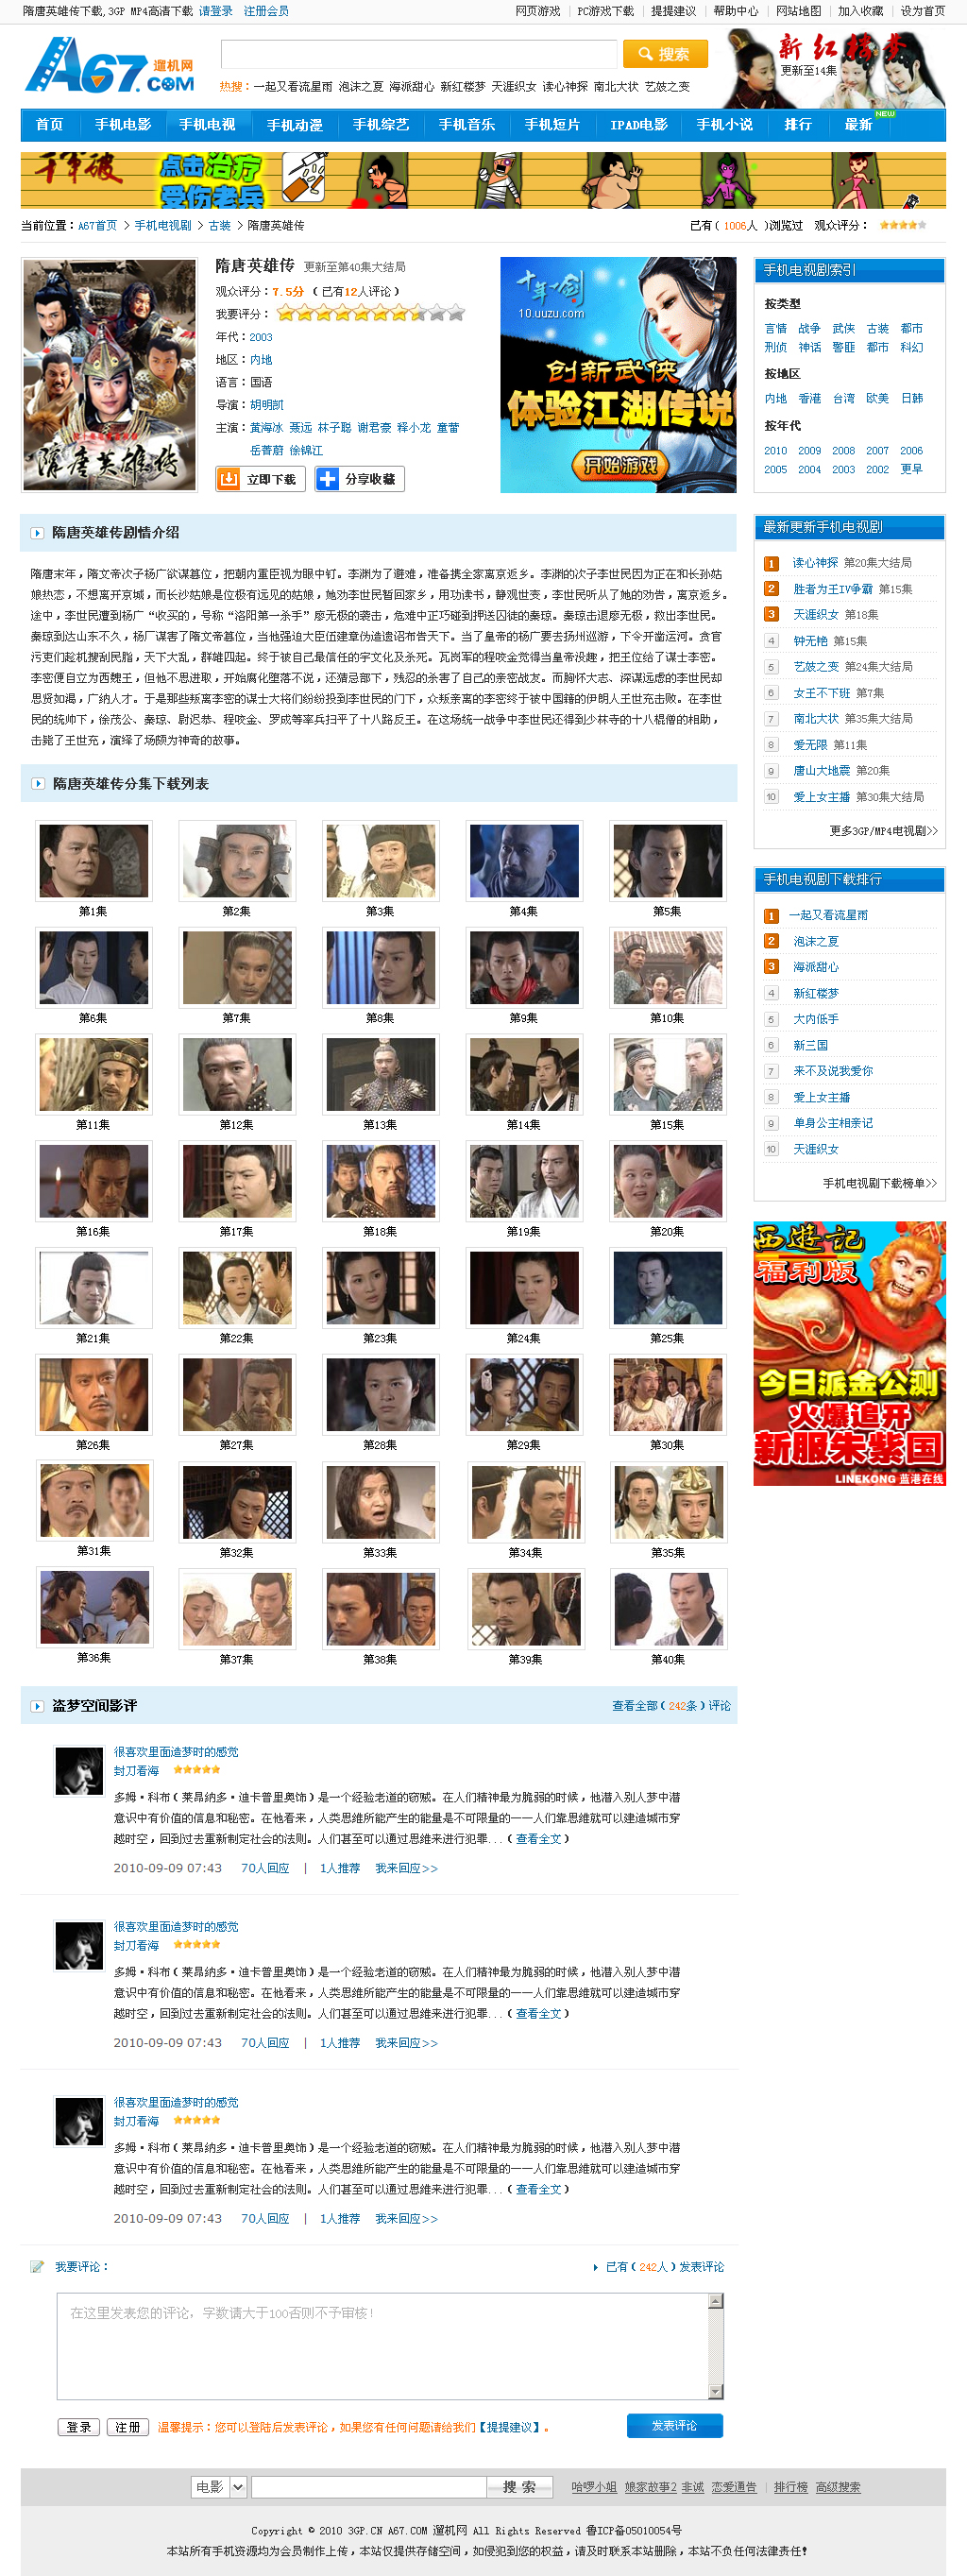 隋唐英雄传下载,3GP MP4高清下载 请登录 注册会员
网页游戏 | PC游戏下载 | 提提建议 | 帮助中心 | 网站地图 | 加入收藏 | 设为首页
A67.COM 遛机网
搜索
热搜：一起又看流星雨 泡沫之夏 海派甜心 新红楼梦 天涯织女 读心神探 南北大状 艺妓之变
新红楼梦
更新至14集
首页 手机电影 手机电视 手机动漫 手机综艺 手机音乐 手机短片 IPAD电影 手机小说 排行 最新 NEW
千年破
点击治疗
受伤老兵
当前位置：A67首页 > 手机电视剧 > 古装 > 隋唐英雄传
已有（1006人 )浏览过 观众评分：
隋唐英雄传
隋唐英雄传 更新至第40集大结局
观众评分：7.5分 （已有12人评论）
我要评分：
年代：2003
地区：内地
语言：国语
导演：胡明凯
主演：黄海冰 聂远 林子聪 谢君豪 释小龙 童蕾
岳菁蔚 徐锦江
立即下载 分享收藏
十年一剑
10.uuzu.com
创新武侠
体验江湖传说
开始游戏
手机电视剧索引
按类型
言情 战争 武侠 古装 都市
刑侦 神话 警匪 都市 科幻
按地区
内地 香港 台湾 欧美 日韩
按年代
2010 2009 2008 2007 2006
2005 2004 2003 2002 更早
隋唐英雄传剧情介绍
隋唐末年，隋文帝次子杨广欲谋篡位，把朝内重臣视为眼中钉。李渊为了避难，准备携全家离京返乡。李渊的次子李世民因为正在和长孙姑
娘热恋，不想离开京城，而长沙姑娘是位极有远见的姑娘，她劝李世民暂回家乡，用功读书，静观世变，李世民听从了她的劝告，离京返乡。
途中，李世民遭到杨广“收买的，号称“洛阳第一杀手”廖无极的袭击，危难中正巧碰到押送囚徒的秦琼。秦琼击退廖无极，救出李世民。
秦琼到达山东不久，杨广谋害了隋文帝篡位，当他强迫大臣伍建章伪造遗诏布告天下。当了皇帝的杨广要去扬州巡游，下令开凿运河。贪官
污吏们趁机搜刮民脂，天下大乱，群雄四起。终于被自己最信任的宇文化及杀死。瓦岗军的程咬金觉得当皇帝没趣，把王位给了谋士李密。
李密便自立为西魏王，但他不思进取，开始腐化堕落不说，还猜忌部下，残忍的杀害了自己的亲密战友。而胸怀大志、深谋远虑的李世民却
思贤如渴，广纳人才。于是那些叛离李密的谋士大将们纷纷投到李世民的门下，众叛亲离的李密终于被中国籍的伊朗人王世充击败。在李世
民的统帅下，徐茂公、秦琼、尉迟恭、程咬金、罗成等率兵扫平了十八路反王。在这场统一战争中李世民还得到少林寺的十八棍僧的相助，
击毙了王世充，演绎了场颇为神奇的故事。
最新更新手机电视剧
1 读心神探 第20集大结局
2 胜者为王IV争霸 第15集
3 天涯织女 第18集
4 钟无艳 第15集
5 艺妓之变 第24集大结局
6 女王不下班 第7集
7 南北大状 第35集大结局
8 爱无限 第11集
9 唐山大地震 第20集
10 爱上女主播 第30集大结局
更多3GP/MP4电视剧>>
隋唐英雄传分集下载列表
第1集 第2集 第3集 第4集 第5集
第6集 第7集 第8集 第9集 第10集
第11集 第12集 第13集 第14集 第15集
第16集 第17集 第18集 第19集 第20集
第21集 第22集 第23集 第24集 第25集
第26集 第27集 第28集 第29集 第30集
第31集 第32集 第33集 第34集 第35集
第36集 第37集 第38集 第39集 第40集
手机电视剧下载排行
1 一起又看流星雨
2 泡沫之夏
3 海派甜心
4 新红楼梦
5 大内低手
6 新三国
7 来不及说我爱你
8 爱上女主播
9 单身公主相亲记
10 天涯织女
手机电视剧下载榜单>>
西遊記
福利版
今日派金公测
火爆追开
新服朱紫国
LINEKONG 蓝港在线
盗梦空间影评 查看全部（242条）评论
很喜欢里面造梦时的感觉
封刀看海
多姆·科布（莱昂纳多·迪卡普里奥饰）是一个经验老道的窃贼。在人们精神最为脆弱的时候，他潜入别人梦中潜
意识中有价值的信息和秘密。在他看来，人类思维所能产生的能量是不可限量的——人们靠思维就可以建造城市穿
越时空，回到过去重新制定社会的法则。人们甚至可以通过思维来进行犯罪...（查看全文）
2010-09-09 07:43 70人回应 | 1人推荐 我来回应>>
很喜欢里面造梦时的感觉
封刀看海
多姆·科布（莱昂纳多·迪卡普里奥饰）是一个经验老道的窃贼。在人们精神最为脆弱的时候，他潜入别人梦中潜
意识中有价值的信息和秘密。在他看来，人类思维所能产生的能量是不可限量的——人们靠思维就可以建造城市穿
越时空，回到过去重新制定社会的法则。人们甚至可以通过思维来进行犯罪...（查看全文）
2010-09-09 07:43 70人回应 | 1人推荐 我来回应>>
很喜欢里面造梦时的感觉
封刀看海
多姆·科布（莱昂纳多·迪卡普里奥饰）是一个经验老道的窃贼。在人们精神最为脆弱的时候，他潜入别人梦中潜
意识中有价值的信息和秘密。在他看来，人类思维所能产生的能量是不可限量的——人们靠思维就可以建造城市穿
越时空，回到过去重新制定社会的法则。人们甚至可以通过思维来进行犯罪...（查看全文）
2010-09-09 07:43 70人回应 | 1人推荐 我来回应>>
我要评论： 已有（242人）发表评论
在这里发表您的评论，字数请大于100否则不予审核！
登录 注册 温馨提示：您可以登陆后发表评论，如果您有任何问题请给我们【提提建议】。 发表评论
电影 搜索 哈啰小姐 娘家故事2 非诚 恋爱通告 | 排行榜 高级搜索
Copyright © 2010 3GP.CN A67.COM 遛机网 All Rights Reserved 鲁ICP备05010054号
本站所有手机资源均为会员制作上传，本站仅提供存储空间，如侵犯到您的权益，请及时联系本站删除，本站不负任何法律责任！